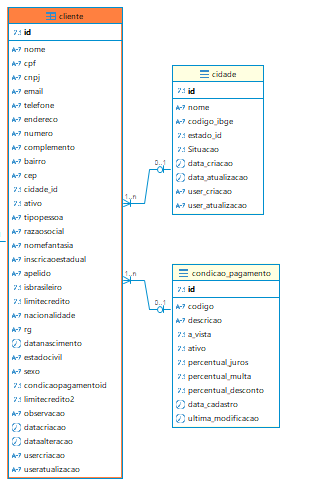 cliente
id
nome
cpf
cnpj
email
telefone
endereco
numero
complemento
bairro
cep
cidade_id
ativo
tipopessoa
razaosocial
nomefantasia
inscricaoestadual
apelido
isbrasileiro
limitecredito
nacionalidade
rg
datanascimento
estadocivil
sexo
condicaopagamentoid
limitecredito2
observacao
datacriacao
dataalteracao
usercriacao
useratualizacao
1..n
0..1
1..n
0..1
cidade
id
nome
codigo_ibge
estado_id
Situacao
data_criacao
data_atualizacao
user_criacao
user_atualizacao
condicao_pagamento
id
codigo
descricao
a_vista
ativo
percentual_juros
percentual_multa
percentual_desconto
data_cadastro
ultima_modificacao